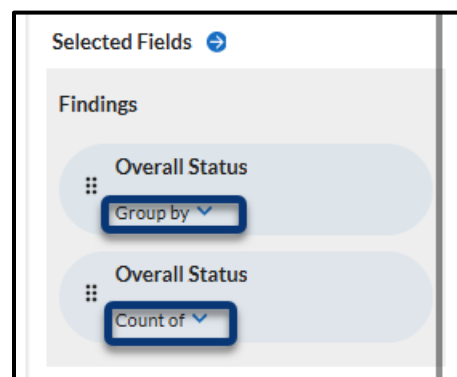 Selected Fields
Findings
Overall Status
Group by
Overall Status
Count of